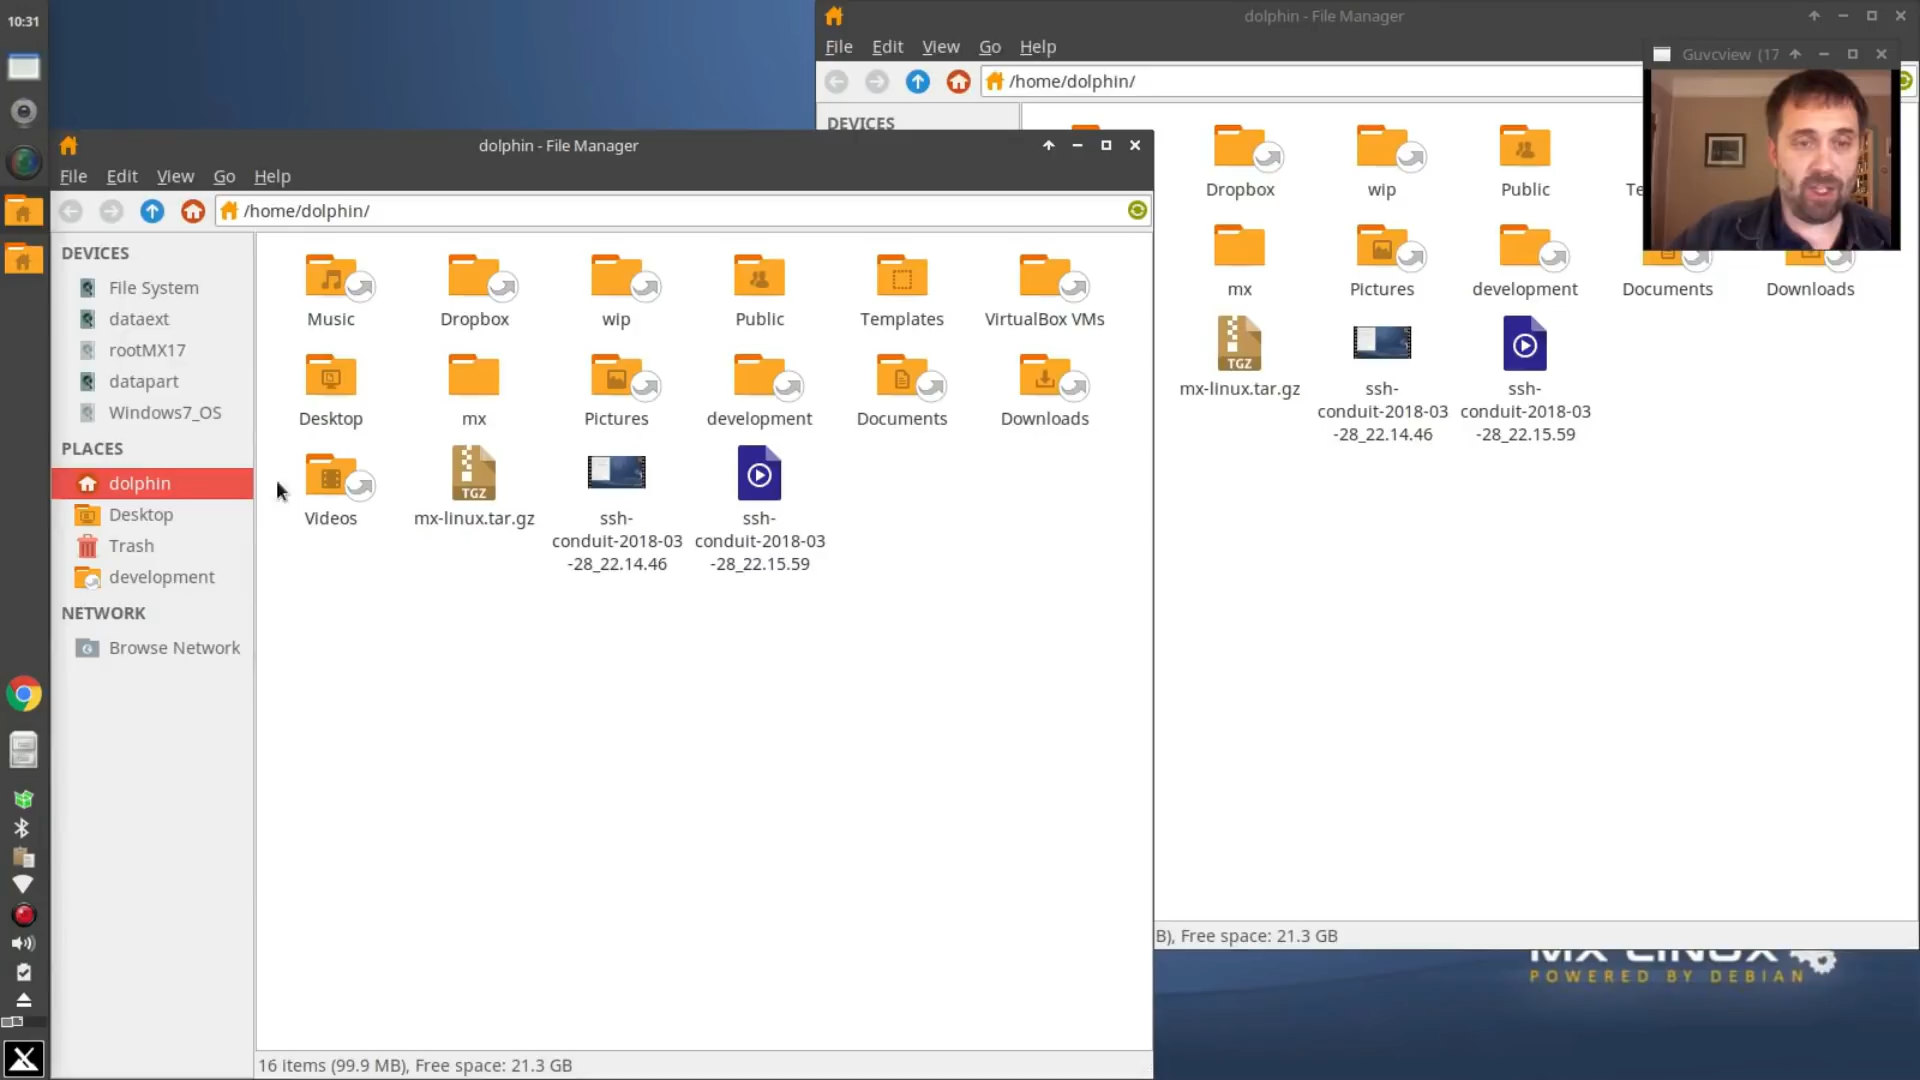 10:31
dolphin - File Manager
File Edit View Go Help
/home/dolphin/
DEVICES
Dropbox wip Public Te
mx Pictures development Documents Downloads
TGZ
mx-linux.tar.gz ssh- ssh-
conduit-2018-03 conduit-2018-03
-28_22.14.46 -28_22.15.59
B), Free space: 21.3 GB
Guvcview (17
dolphin - File Manager
File Edit View Go Help
/home/dolphin/
DEVICES
File System
dataext
rootMX17
datapart
Windows7_OS
PLACES
dolphin
Desktop
Trash
development
NETWORK
Browse Network
Music Dropbox wip Public Templates VirtualBox VMs
Desktop mx Pictures development Documents Downloads
TGZ
Videos mx-linux.tar.gz ssh- ssh-
conduit-2018-03 conduit-2018-03
-28_22.14.46 -28_22.15.59
16 items (99.9 MB), Free space: 21.3 GB
MX LINUX
POWERED BY DEBIAN